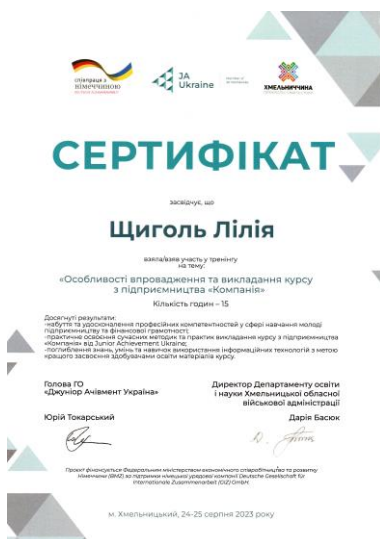 співпраця з
німеччиною
JA
Ukraine
ХМЕЛЬНИЧЧИНА
СЕРТИФІКАТ
засвідчує, що
Щиголь Лілія
взяла/взяв участь у тренінгу
на тему:
«Особливості впровадження та викладання курсу
з підприємництва «Компанія»
Кількість годин – 15
Досягнуті результати:
-набуття та удосконалення професійних компетентностей у сфері навчання молоді
підприємництву та фінансової грамотності;
-практичне освоєння сучасних методик та практик викладання курсу з підприємництва
«Компанія» від Junior Achievement Ukraine;
-поглиблення знань, умінь та навичок використання інформаційних технологій з метою
кращого засвоєння здобувачами освіти матеріалів курсу.
Голова ГО
«Джуніор Ачівмент Україна»
Юрій Токарський
Директор Департаменту освіти
і науки Хмельницької обласної
військової адміністрації
Дарія Басюк
Проєкт фінансується Федеральним міністерством економічного співробітництва та розвитку
Німеччини (BMZ) за підтримки німецької урядової компанії Deutsche Gesellschaft für
Internationale Zusammenarbeit (GIZ) GmbH.
м. Хмельницький, 24-25 серпня 2023 року